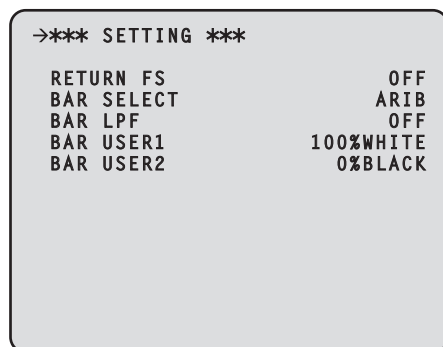 →*** SETTING ***
RETURN FS OFF
BAR SELECT ARIB
BAR LPF OFF
BAR USER1 100%WHITE
BAR USER2 0%BLACK